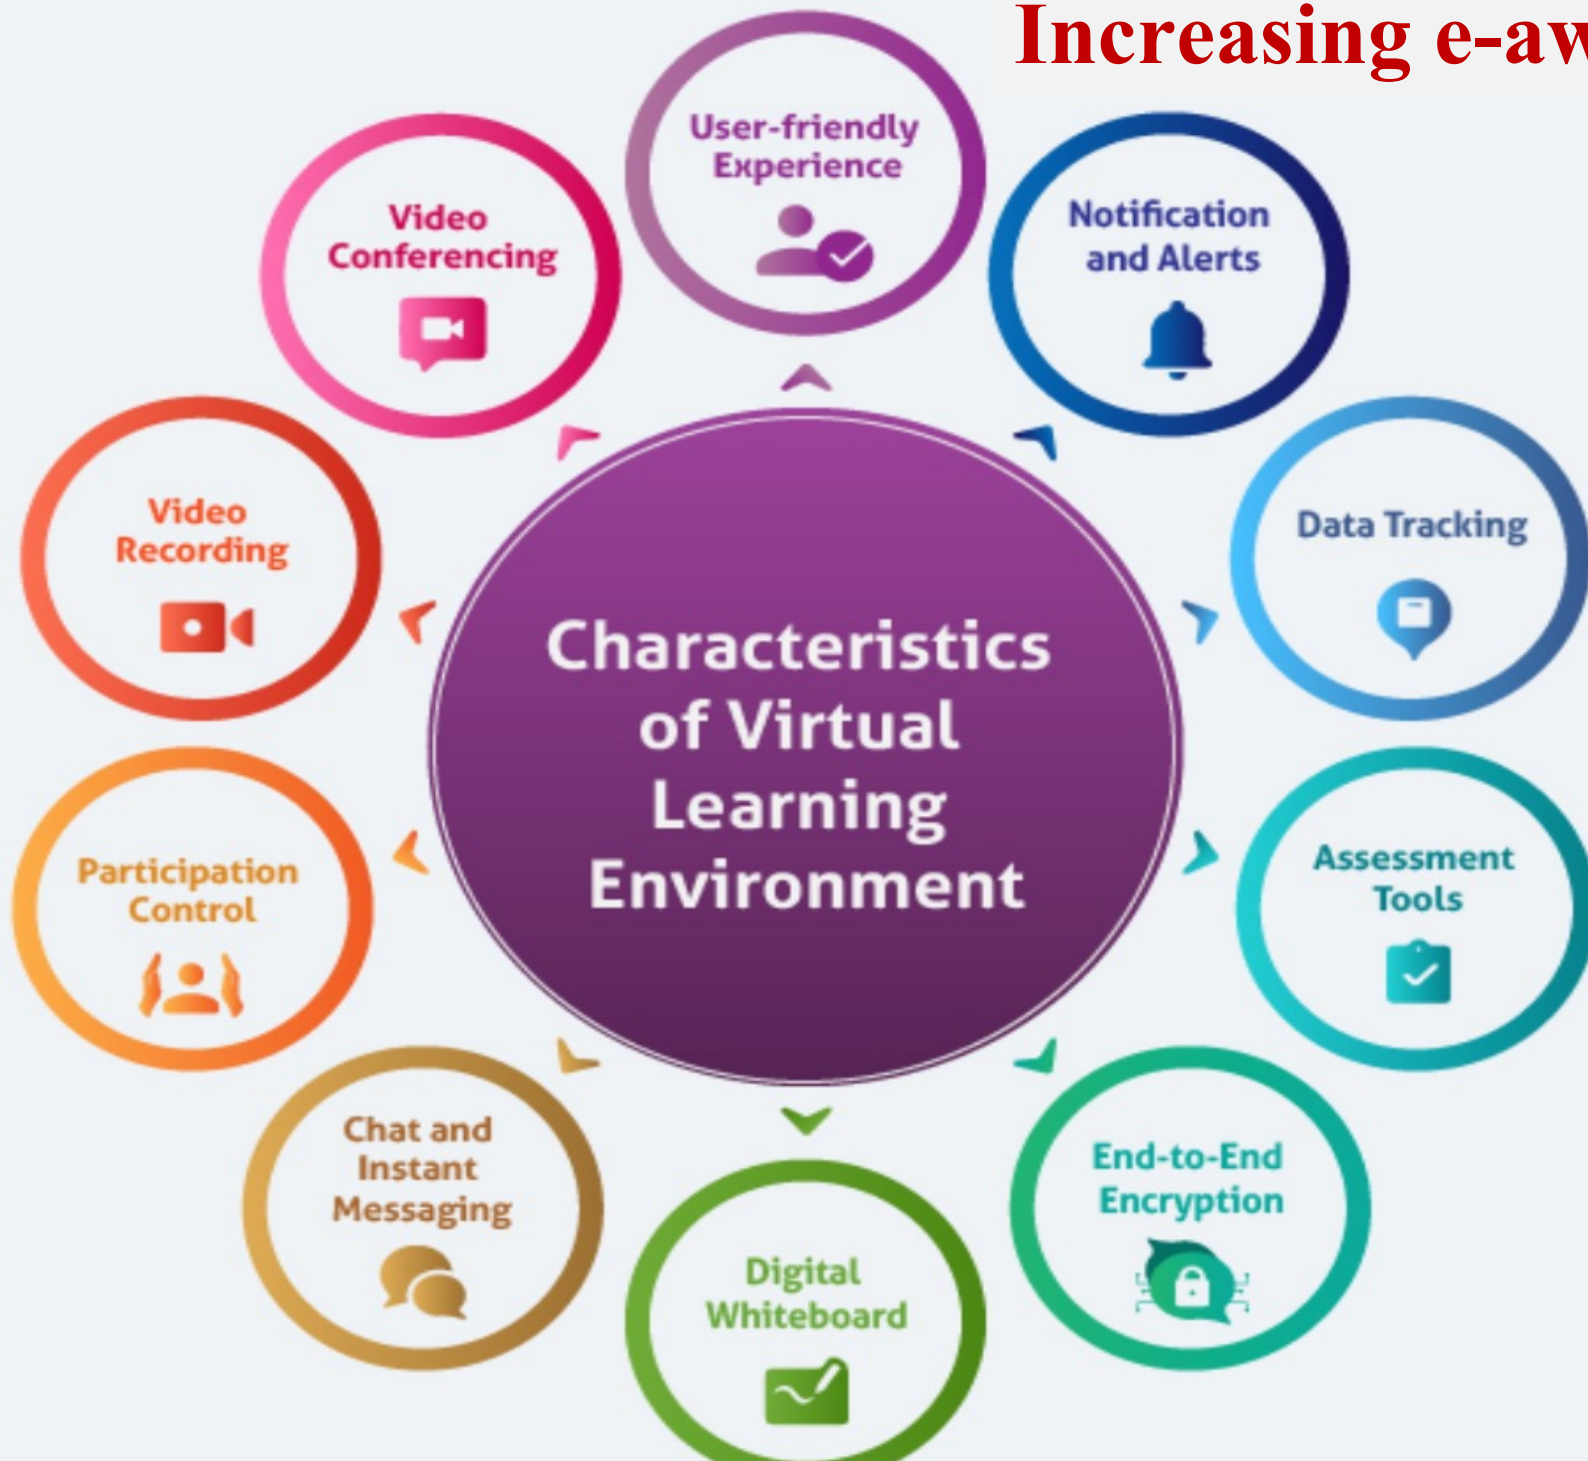 Increasing e-aw
User-friendly
Experience
Notification
and Alerts
Data Tracking
Assessment
Tools
End-to-End
Encryption
Digital
Whiteboard
Chat and
Instant
Messaging
Participation
Control
Video
Recording
Video
Conferencing
Characteristics
of Virtual
Learning
Environment